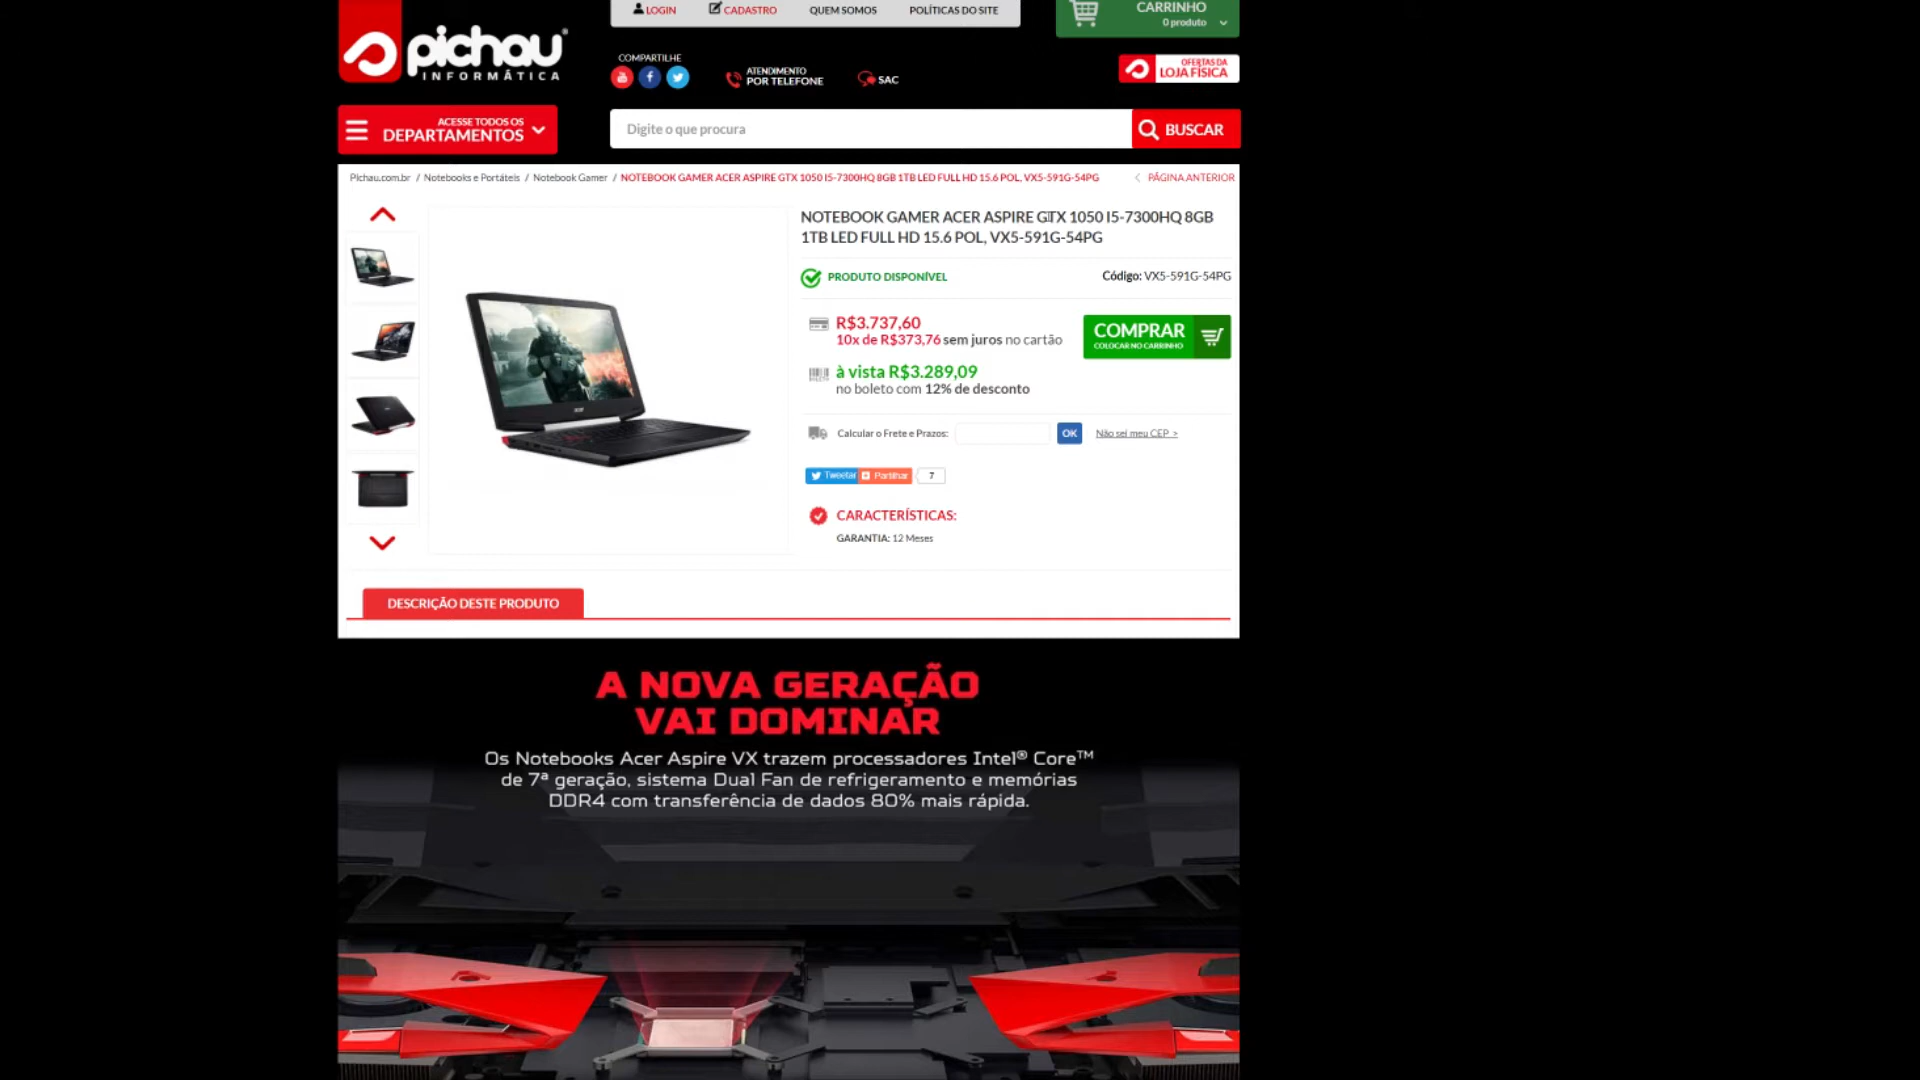 pichau
INFORMÁTICA
LOGIN
CADASTRO
QUEM SOMOS
POLÍTICAS DO SITE
CARRINHO
0 produto
COMPARTILHE
ATENDIMENTO
POR TELEFONE
SAC
OFERTAS DA
LOJA FÍSICA
ACESSE TODOS OS
DEPARTAMENTOS
Digite o que procura
BUSCAR
Pichau.com.br / Notebooks e Portáteis / Notebook Gamer / NOTEBOOK GAMER ACER ASPIRE GTX 1050 I5-7300HQ 8GB 1TB LED FULL HD 15.6 POL, VX5-591G-54PG
PÁGINA ANTERIOR
NOTEBOOK GAMER ACER ASPIRE GTX 1050 I5-7300HQ 8GB
1TB LED FULL HD 15.6 POL, VX5-591G-54PG
PRODUTO DISPONÍVEL
Código: VX5-591G-54PG
R$3.737,60
10x de R$373,76 sem juros no cartão
COMPRAR
COLOCAR NO CARRINHO
à vista R$3.289,09
no boleto com 12% de desconto
Calcular o Frete e Prazos:
OK
Não sei meu CEP >
Tweetar
Partilhar
7
CARACTERÍSTICAS:
GARANTIA: 12 Meses
DESCRIÇÃO DESTE PRODUTO
A NOVA GERAÇÃO
VAI DOMINAR
Os Notebooks Acer Aspire VX trazem processadores Intel® Core™
de 7ª geração, sistema Dual Fan de refrigeramento e memórias
DDR4 com transferência de dados 80% mais rápida.